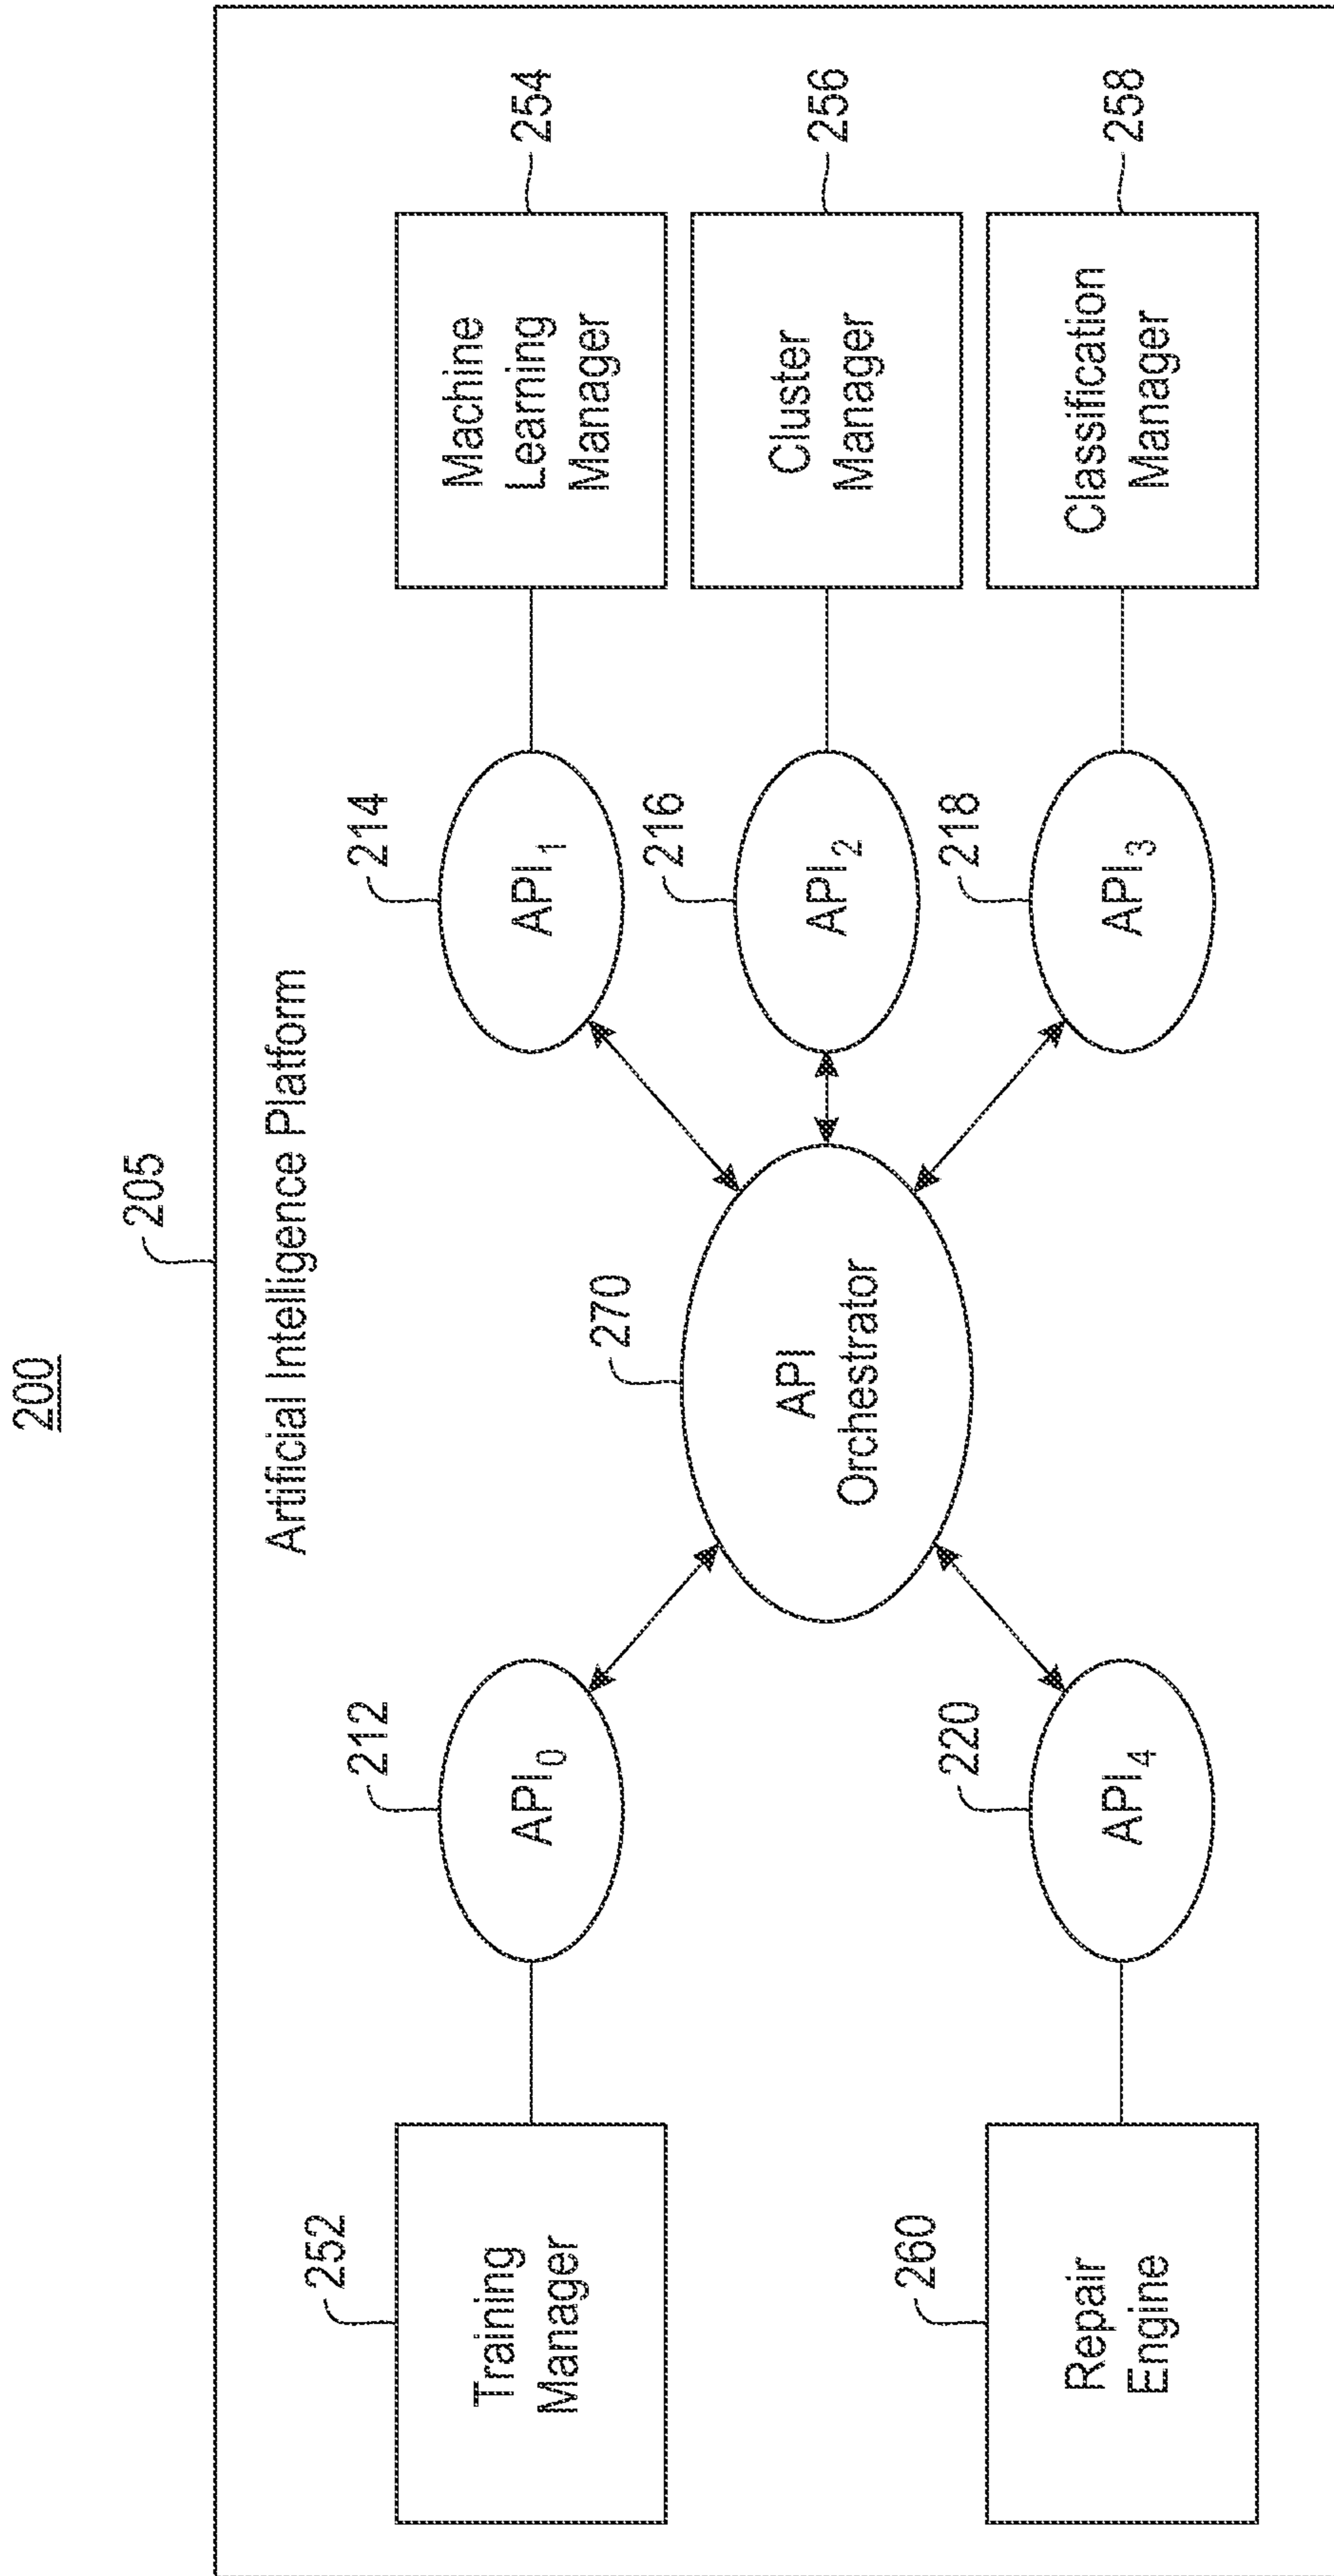 200
205
Artificial Intelligence Platform
252
Training
Manager
212
API0
270
API
Orchestrator
214
API1
Machine
Learning
Manager
254
216
API2
Cluster
Manager
256
260
Repair
Engine
220
API4
218
API3
Classification
Manager
258